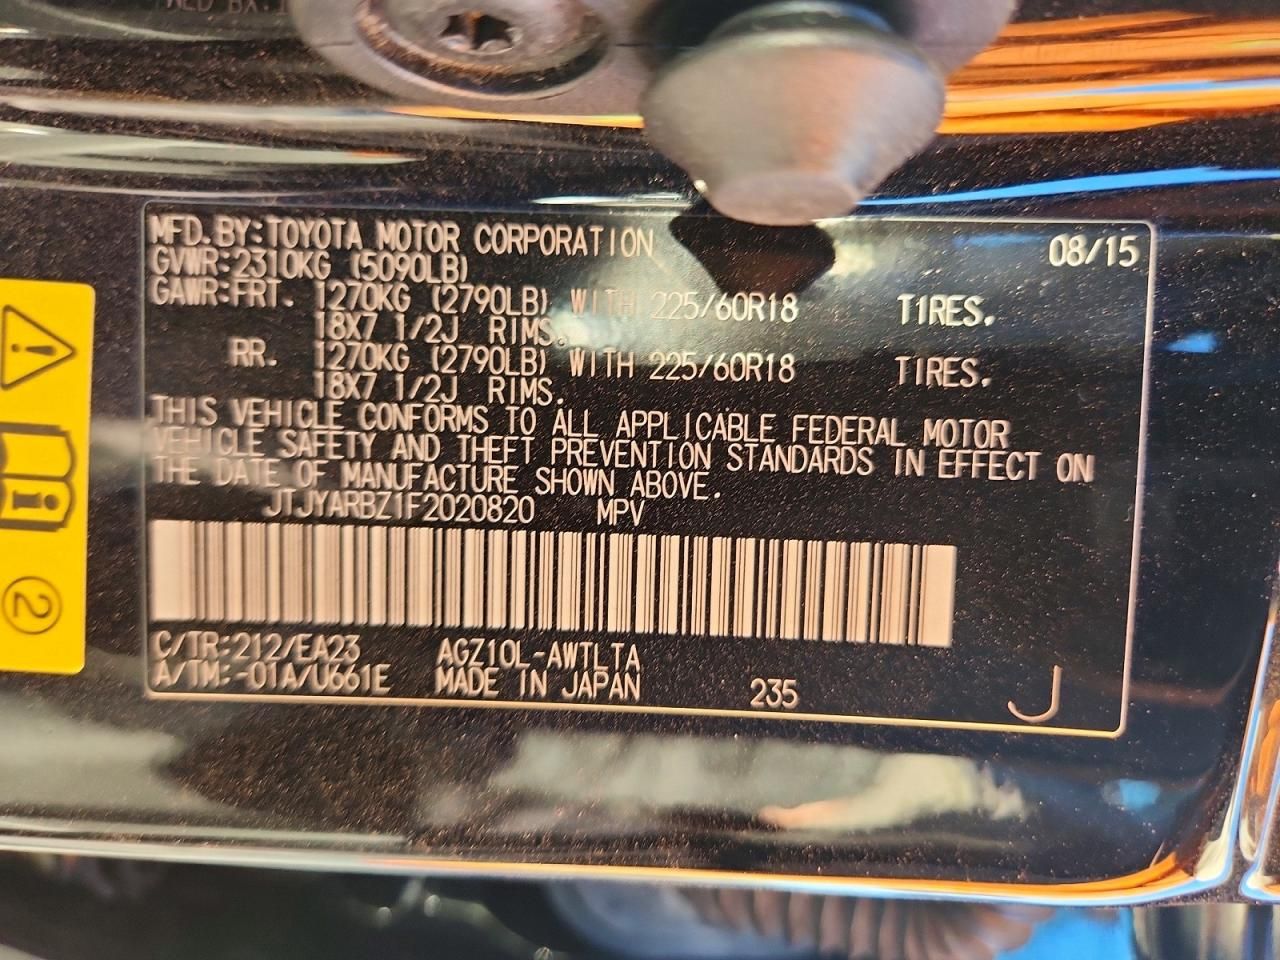 MFD.BY:TOYOTA MOTOR CORPORATION 08/15
GVWR:2310KG (5090LB)
GAWR:FRT. 1270KG (2790LB) WITH 225/60R18 TIRES.
18X7 1/2J RIMS.
RR. 1270KG (2790LB) WITH 225/60R18 TIRES.
18X7 1/2J RIMS.
THIS VEHICLE CONFORMS TO ALL APPLICABLE FEDERAL MOTOR
VEHICLE SAFETY AND THEFT PREVENTION STANDARDS IN EFFECT ON
THE DATE OF MANUFACTURE SHOWN ABOVE.
JTJYARBZ1F2020820 MPV
C/TR:212/EA23 AGZ10L-AWTLTA
A/TM:-01A/U661E MADE IN JAPAN 235 J
2